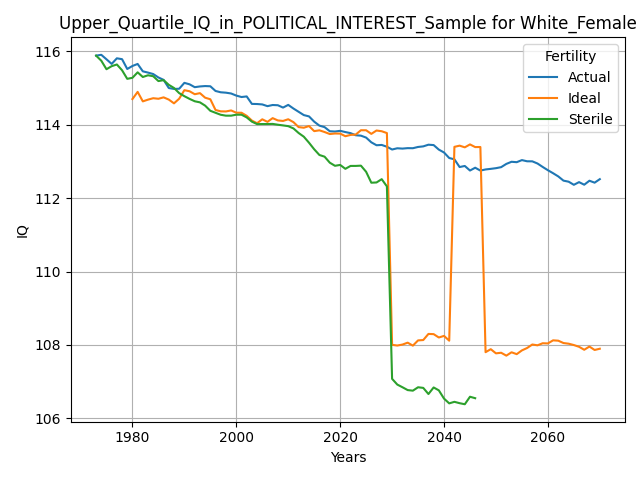 Upper_Quartile_IQ_in_POLITICAL_INTEREST_Sample for White_Female
Fertility
Actual
Ideal
Sterile
116
114
112
110
108
106
IQ
1980
2000
2020
2040
2060
Years